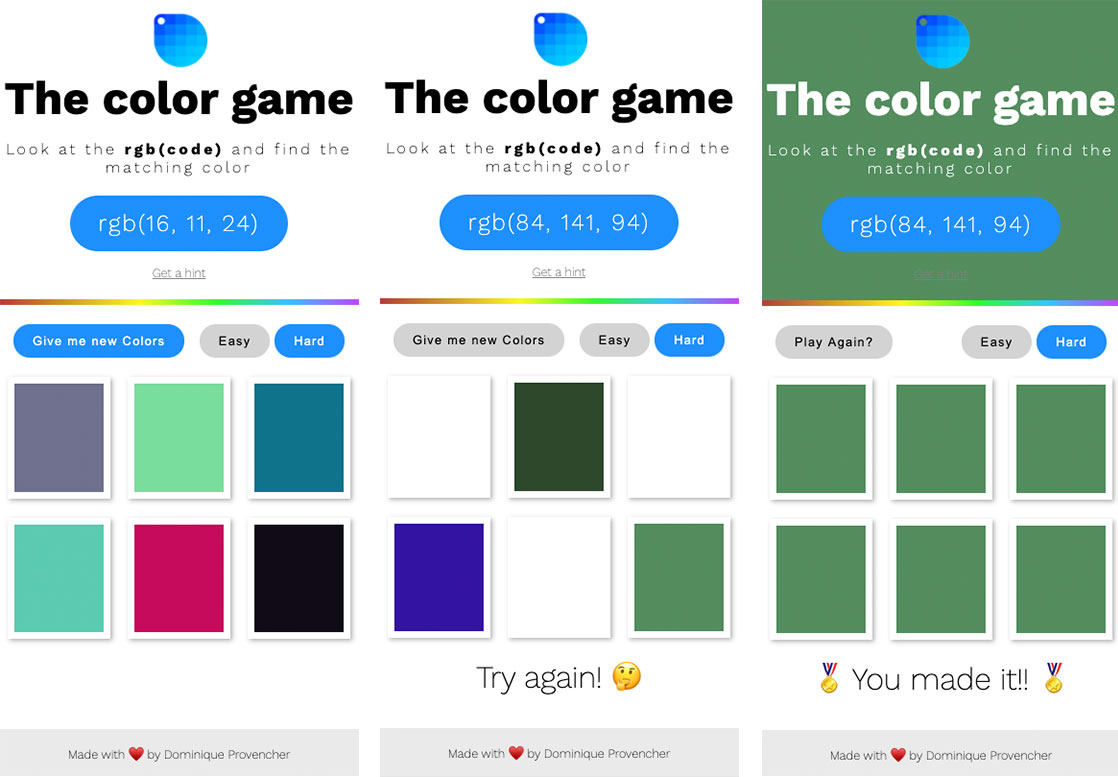 The color game
Look at the rgb(code) and find the
matching color
rgb(16, 11, 24)
Get a hint
Give me new Colors
Easy
Hard
Made with ❤️ by Dominique Provencher
The color game
Look at the rgb(code) and find the
matching color
rgb(84, 141, 94)
Get a hint
Give me new Colors
Easy
Hard
Try again! 🤔
Made with ❤️ by Dominique Provencher
The color game
Look at the rgb(code) and find the
matching color
rgb(84, 141, 94)
Get a hint
Play Again?
Easy
Hard
🏅 You made it!! 🏅
Made with ❤️ by Dominique Provencher